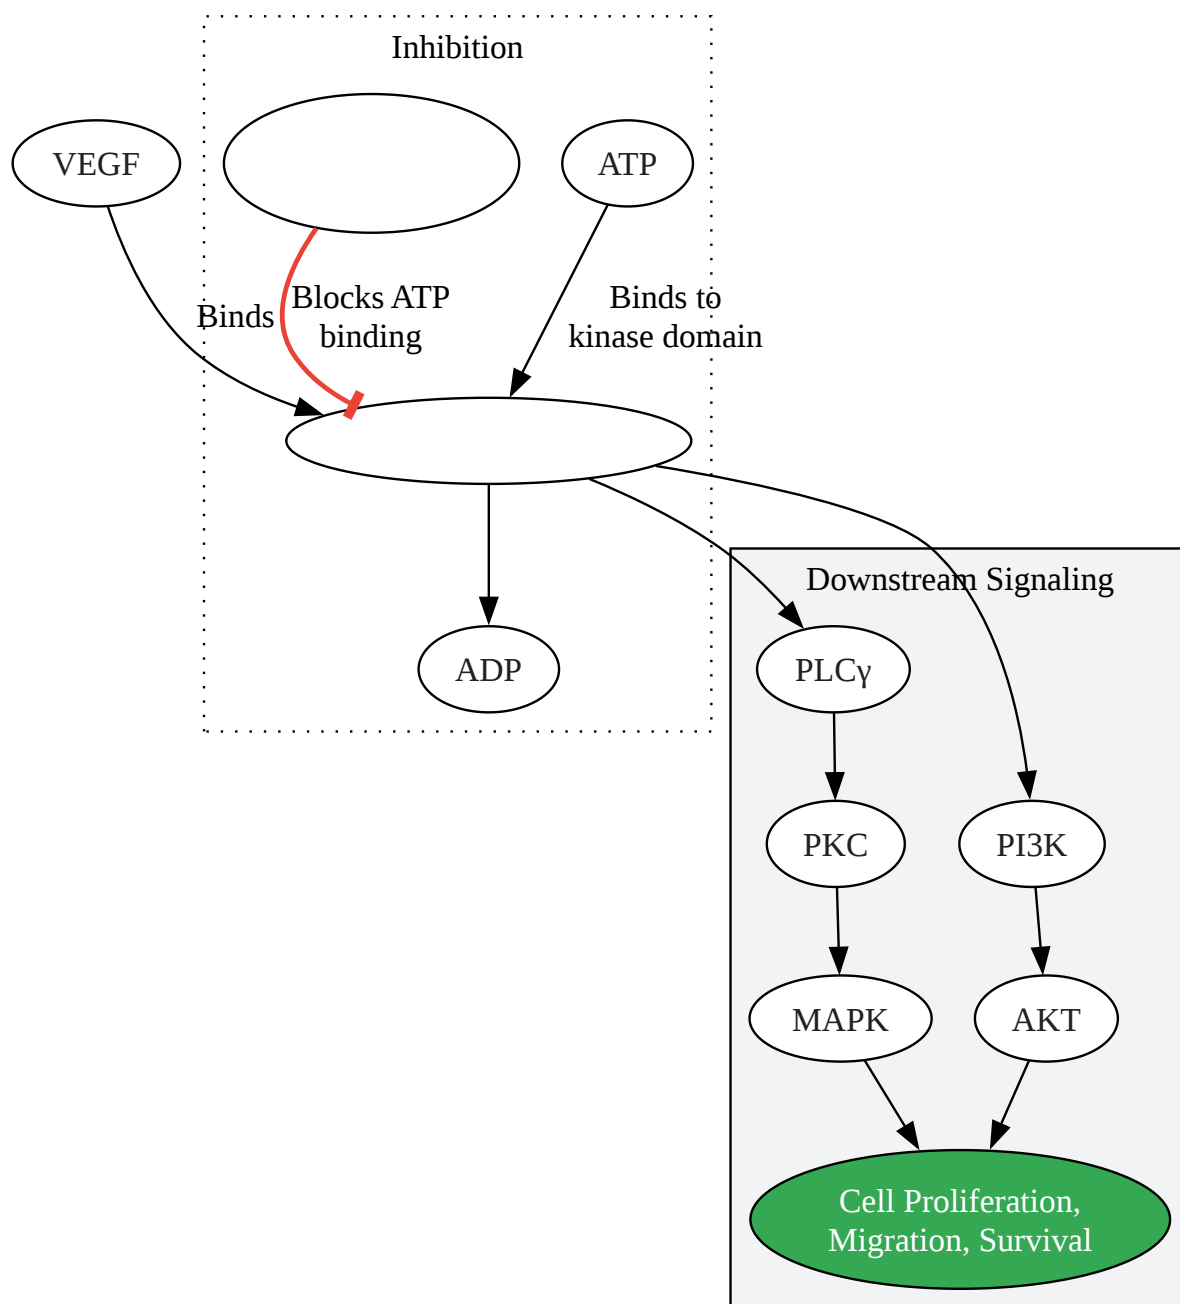 Inhibition
VEGF
ATP
Binds
Blocks ATP
binding
Binds to
kinase domain
Downstream Signaling
ADP
PLCγ
PKC
PI3K
MAPK
AKT
Cell Proliferation,
Migration, Survival